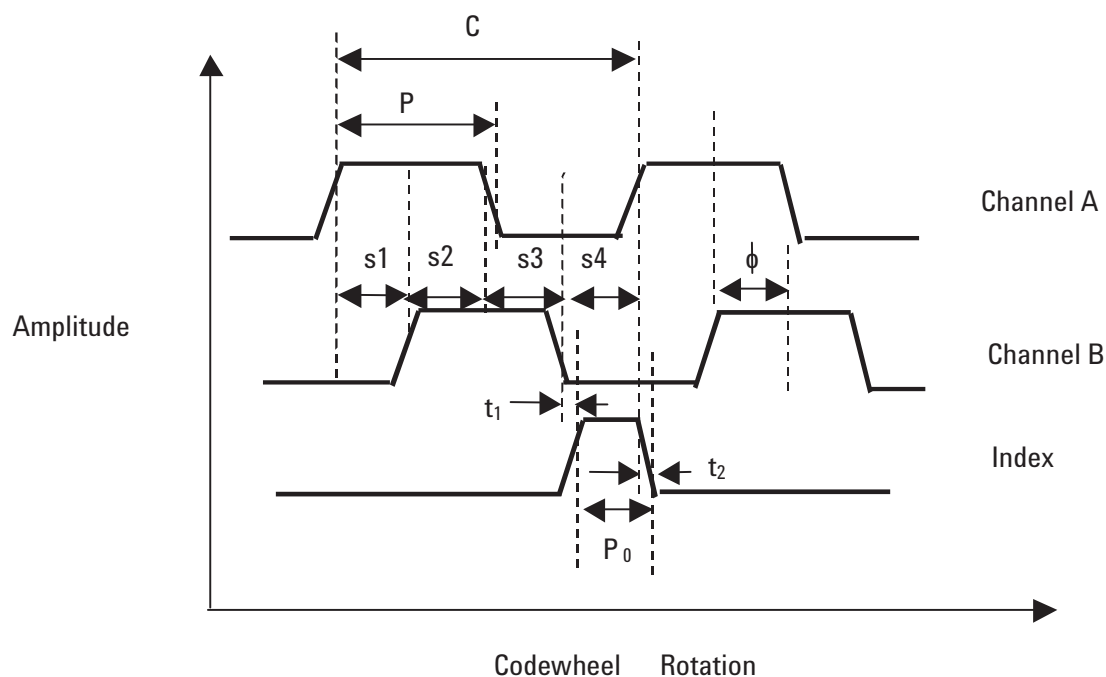 C
P
Channel A
s1 s2 s3 s4 ϕ
Amplitude
Channel B
t₁
Index
t₂
P₀
Codewheel Rotation